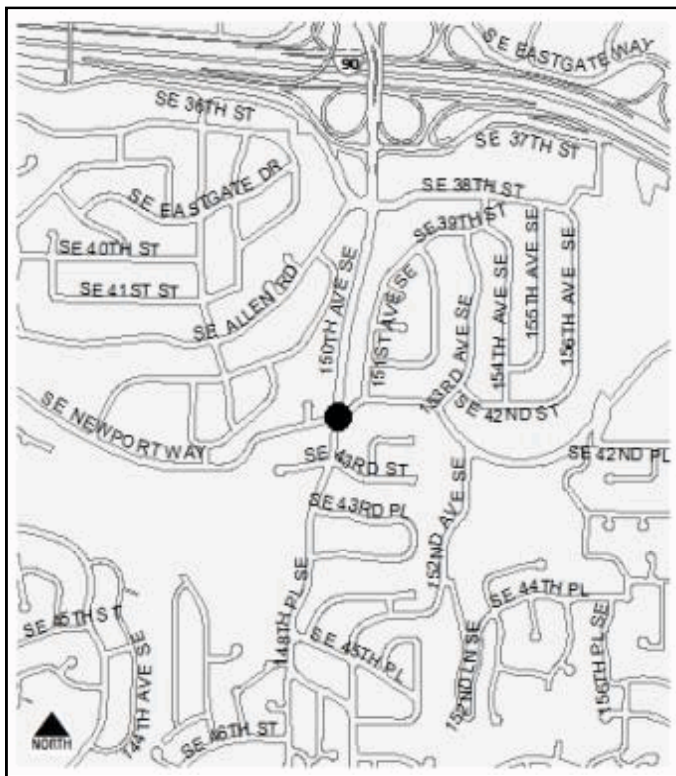 SE EASTGATE WAY
90
SE 36TH ST
SE 37TH ST
SE EASTGATE DR
SE 38TH ST
SE 39TH ST
SE 40TH ST
SE 41ST ST
SE ALLEN RD
150TH AVE SE
151ST AVE SE
153RD AVE SE
154TH AVE SE
155TH AVE SE
156TH AVE SE
SE 42ND ST
SE NEWPORT WAY
SE 43RD ST
SE 42ND PL
SE 43RD PL
152ND AVE SE
SE 44TH PL
148TH PL SE
SE 45TH ST
SE 45TH PL
152ND LN SE
156TH PL SE
144TH AVE SE
SE 46TH ST
NORTH